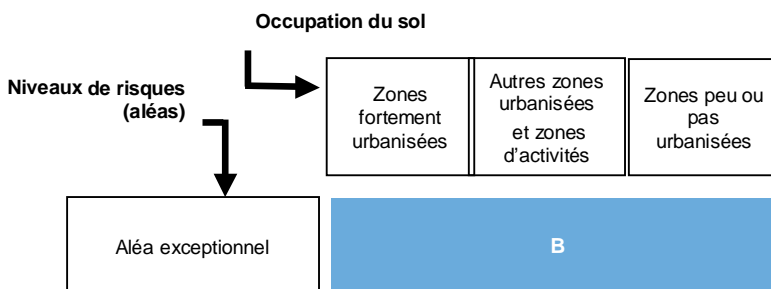 Occupation du sol
Niveaux de risques
(aléas)
Zones
fortement
urbanisées
Autres zones
urbanisées
et zones
d'activités
Zones peu ou
pas
urbanisées
Aléa exceptionnel
B